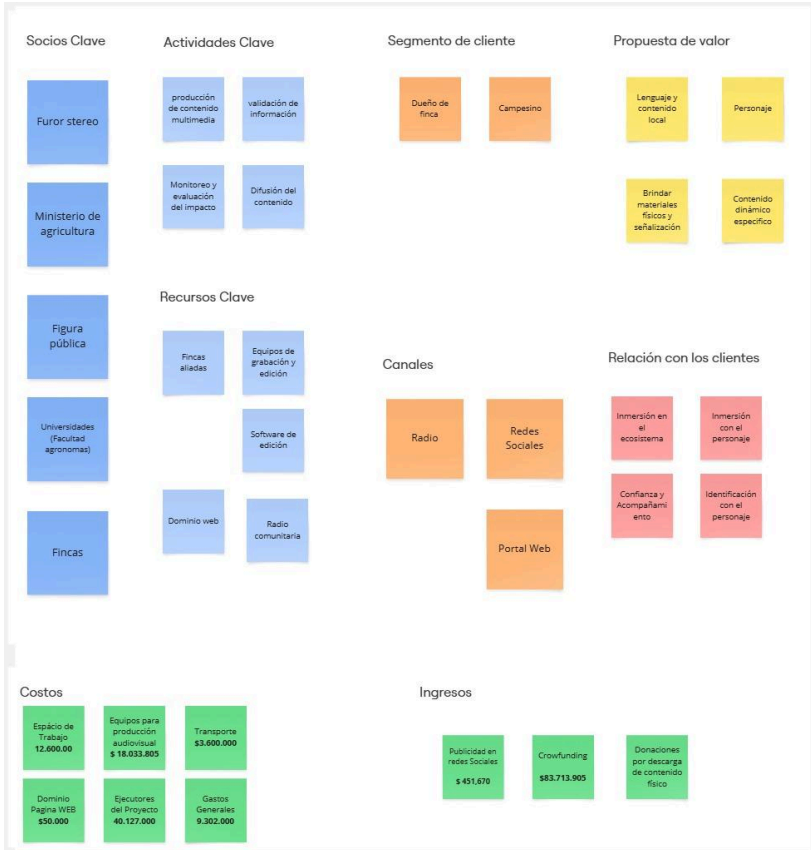 Socios Clave
Furor stereo
Ministerio de
agricultura
Figura
pública
Universidades
(Facultad
agronomas)
Fincas
Actividades Clave
producción
de contenido
multimedia
validación de
información
Monitoreo y
evaluación
del impacto
Difusión del
contenido
Recursos Clave
Fincas
aliadas
Equipos de
grabación y
edición
Software de
edición
Dominio web
Radio
comunitaria
Segmento de cliente
Dueño de
finca
Campesino
Canales
Radio
Redes
Sociales
Portal Web
Propuesta de valor
Lenguaje y
contenido
local
Personaje
Brindar
materiales
físicos y
señalización
Contenido
dinámico
especifico
Relación con los clientes
Inmersión en
el
ecosistema
Inmersión
con el
personaje
Confianza y
Acompañami
ento
Identificación
con el
personaje
Costos
Espácio de
Trabajo
12.600.00
Equipos para
producción
audiovisual
$ 18.033.805
Transporte
$3.600.000
Dominio
Pagina WEB
$50.000
Ejecutores
del Proyecto
40.127.000
Gastos
Generales
9.302.000
Ingresos
Publicidad en
redes Sociales
$ 451,670
Crowfunding
$83.713.905
Donaciones
por descarga
de contenido
físico